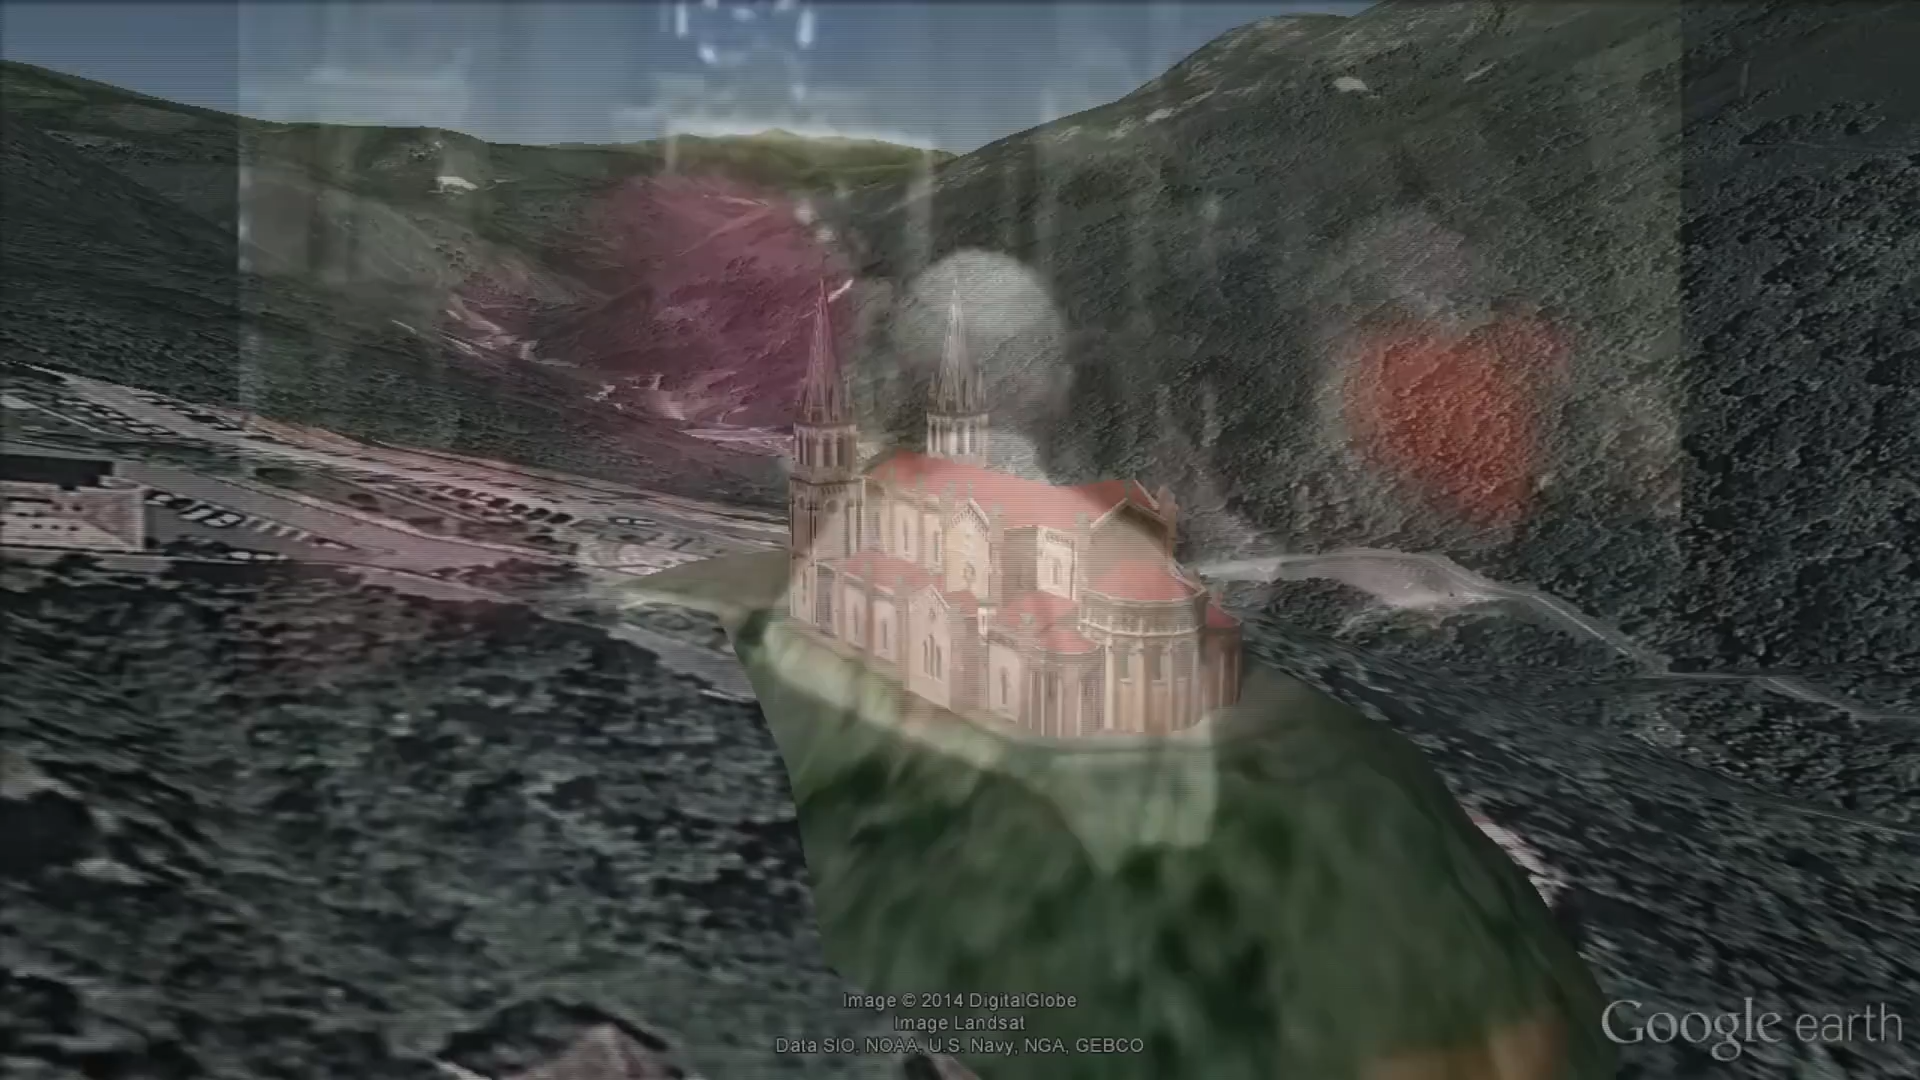 Image © 2014 DigitalGlobe
Image Landsat
Data SIO, NOAA, U.S. Navy, NGA, GEBCO
Google earth